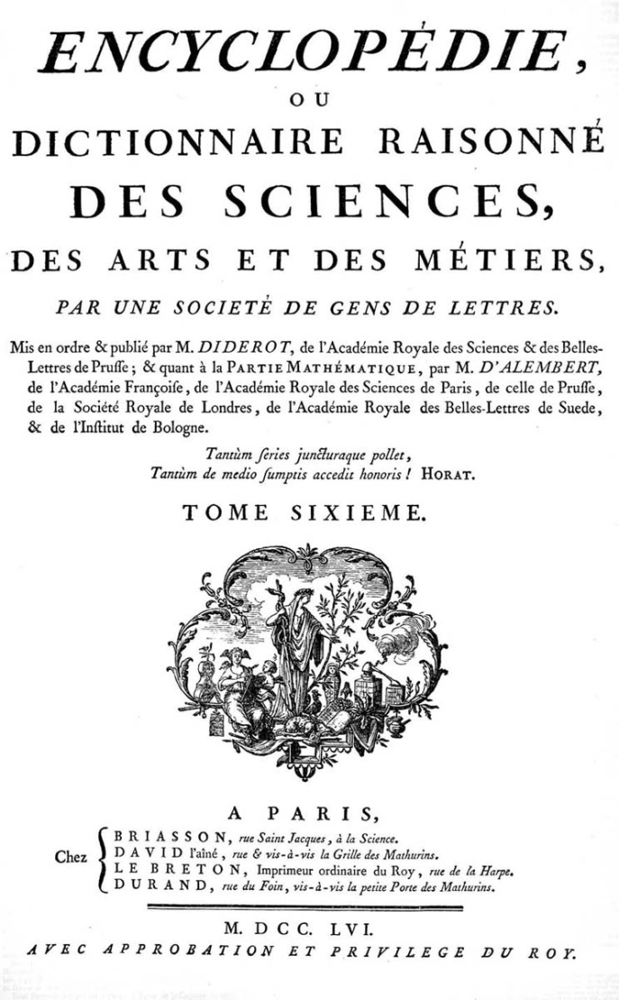 ENCYCLOPÉDIE,
OU
DICTIONNAIRE RAISONNÉ
DES SCIENCES,
DES ARTS ET DES MÉTIERS,
PAR UNE SOCIETÉ DE GENS DE LETTRES.
Mis en ordre & publié par M. DIDEROT, de l'Académie Royale des Sciences & des Belles-
Lettres de Pruſſe ; & quant à la PARTIE MATHÉMATIQUE, par M. D'ALEMBERT,
de l'Académie Françoiſe, de l'Académie Royale des Sciences de Paris, de celle de Pruſſe,
de la Société Royale de Londres, de l'Académie Royale des Belles-Lettres de Suede,
& de l'Inſtitut de Bologne.
Tantùm ſeries juncturaque pollet,
Tantùm de medio ſumptis accedit honoris ! HORAT.
TOME SIXIEME.
A PARIS,
Chez
BRIASSON, rue Saint Jacques, à la Science.
DAVID l'aîné, rue & vis-à-vis la Grille des Mathurins.
LE BRETON, Imprimeur ordinaire du Roy, rue de la Harpe.
DURAND, rue du Foin, vis-à-vis la petite Porte des Mathurins.
M. DCC. LVI.
AVEC APPROBATION ET PRIVILEGE DU ROY.